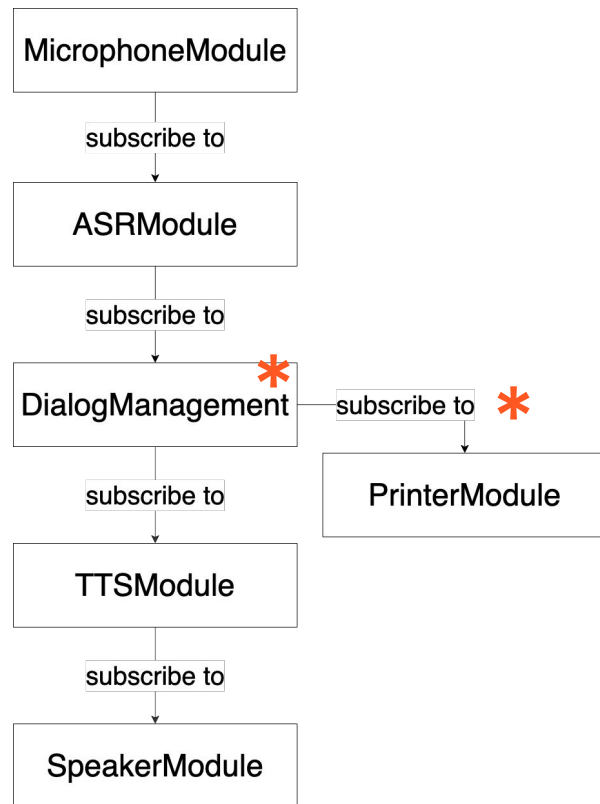 MicrophoneModule
subscribe to
ASRModule
subscribe to
DialogManagement
subscribe to
PrinterModule
subscribe to
TTSModule
subscribe to
SpeakerModule